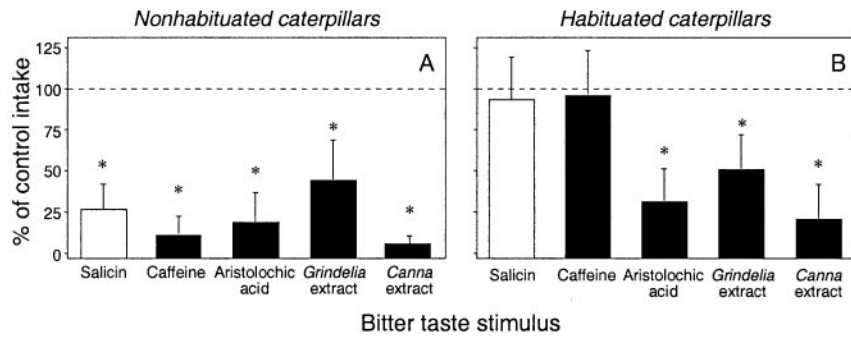 Nonhabituated caterpillars
Habituated caterpillars
% of control intake
125
100
75
50
25
0
A
*
*
*
*
*
Salicin
Caffeine
Aristolochic
acid
Grindelia
extract
Canna
extract
B
*
*
*
Salicin
Caffeine
Aristolochic
acid
Grindelia
extract
Canna
extract
Bitter taste stimulus